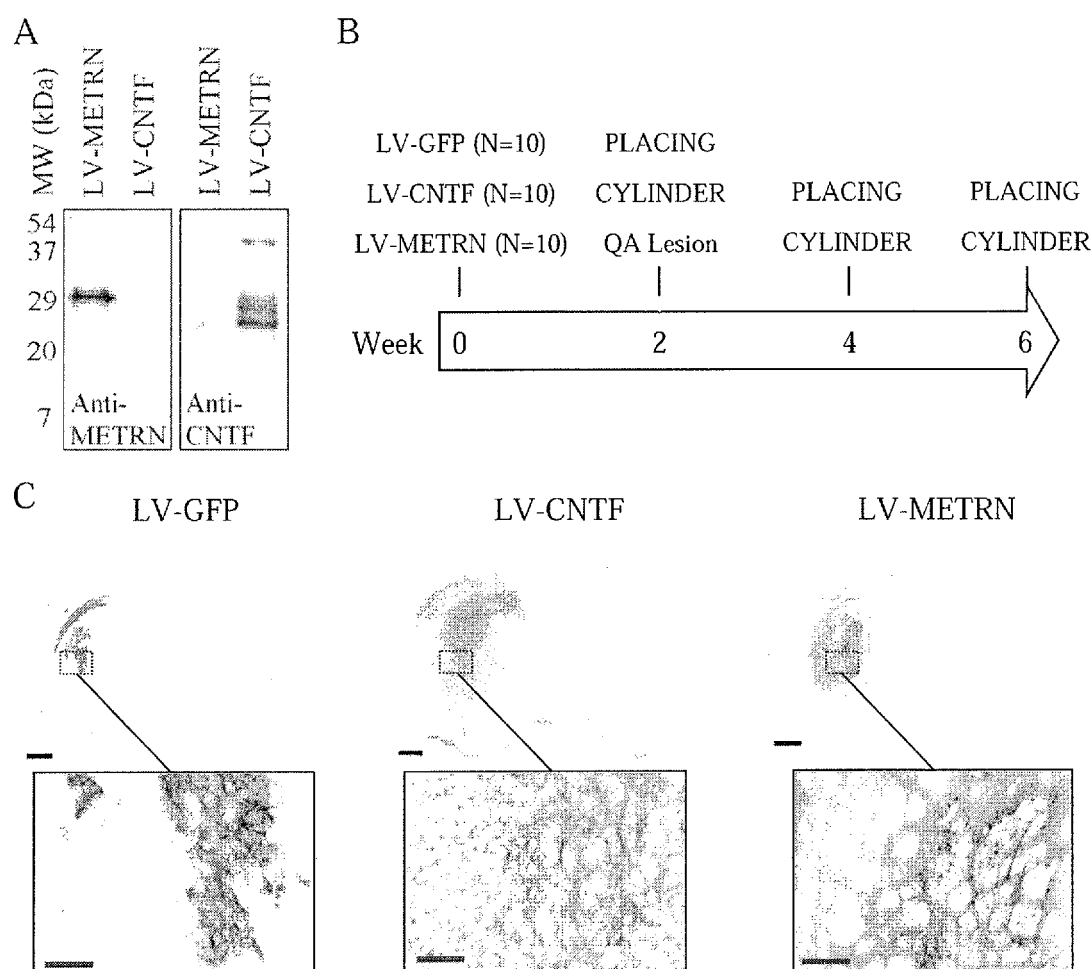 A
MW (kDa)
LV-METRN
LV-CNTF
LV-METRN
LV-CNTF
54
37
29
20
7
Anti-
METRN
Anti-
CNTF
B
LV-GFP (N=10)
LV-CNTF (N=10)
LV-METRN (N=10)
PLACING
CYLINDER
QA Lesion
PLACING
CYLINDER
PLACING
CYLINDER
Week 0 2 4 6
C
LV-GFP
LV-CNTF
LV-METRN